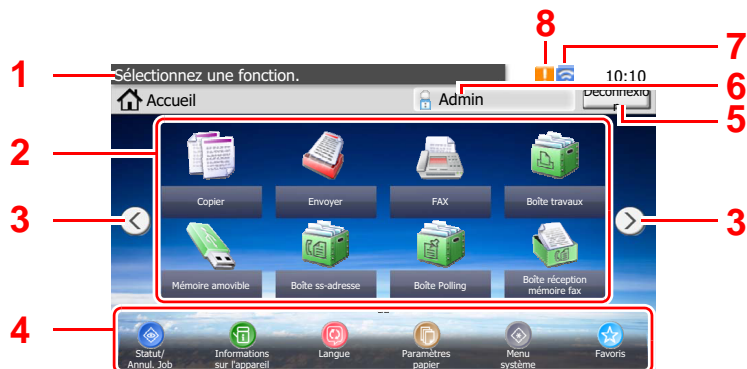 8
7
1
Sélectionnez une fonction.
10:10
6
Accueil
Admin
Déconnexio
n
5
2
Copier
Envoyer
FAX
Boîte travaux
3
3
Mémoire amovible
Boîte ss-adresse
Boîte Polling
Boîte réception
mémoire fax
4
Statut/
Annul. Job
Informations
sur l'appareil
Langue
Paramètres
papier
Menu
système
Favoris